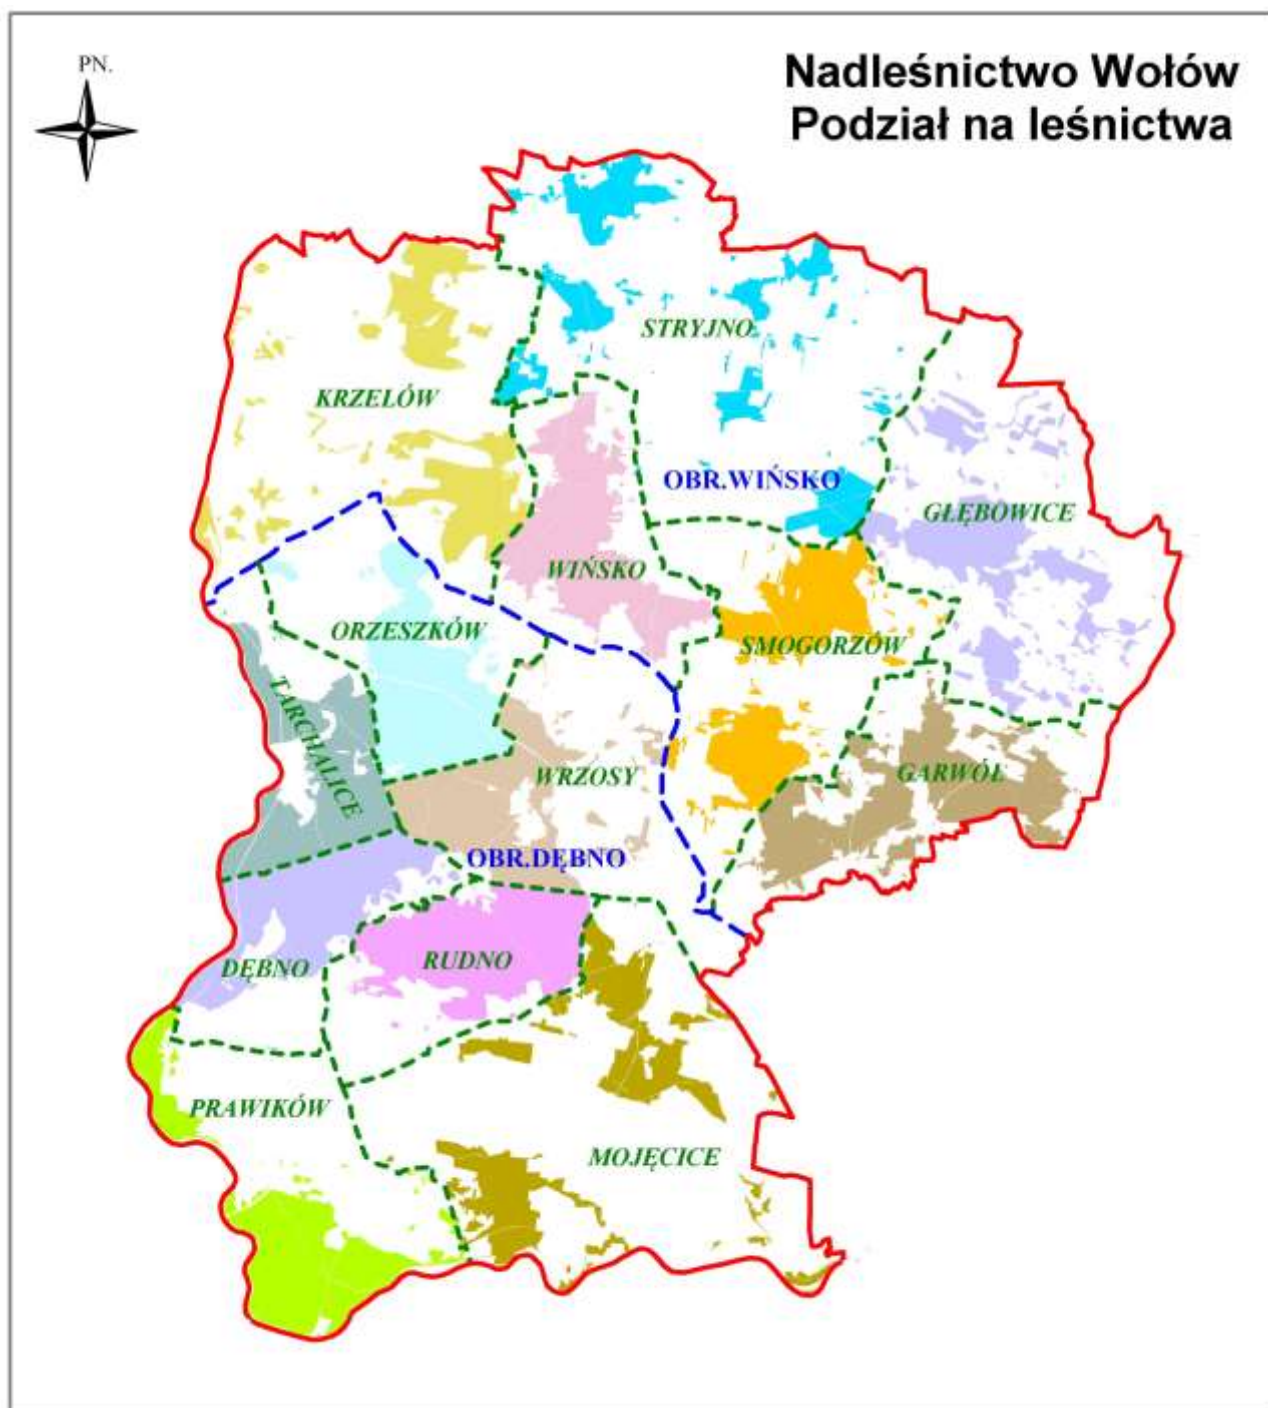 PN.
Nadleśnictwo Wołów
Podział na leśnictwa
STRYJNO
KRZELÓW
OBR.WIŃSKO
GŁĘBOWICE
WIŃSKO
ORZESZKÓW
SMOGORZÓW
TARCHALICE
WRZOSY
GARWÓŁ
OBR.DĘBNO
RUDNO
DĘBNO
PRAWIKÓW
MOJĘCICE